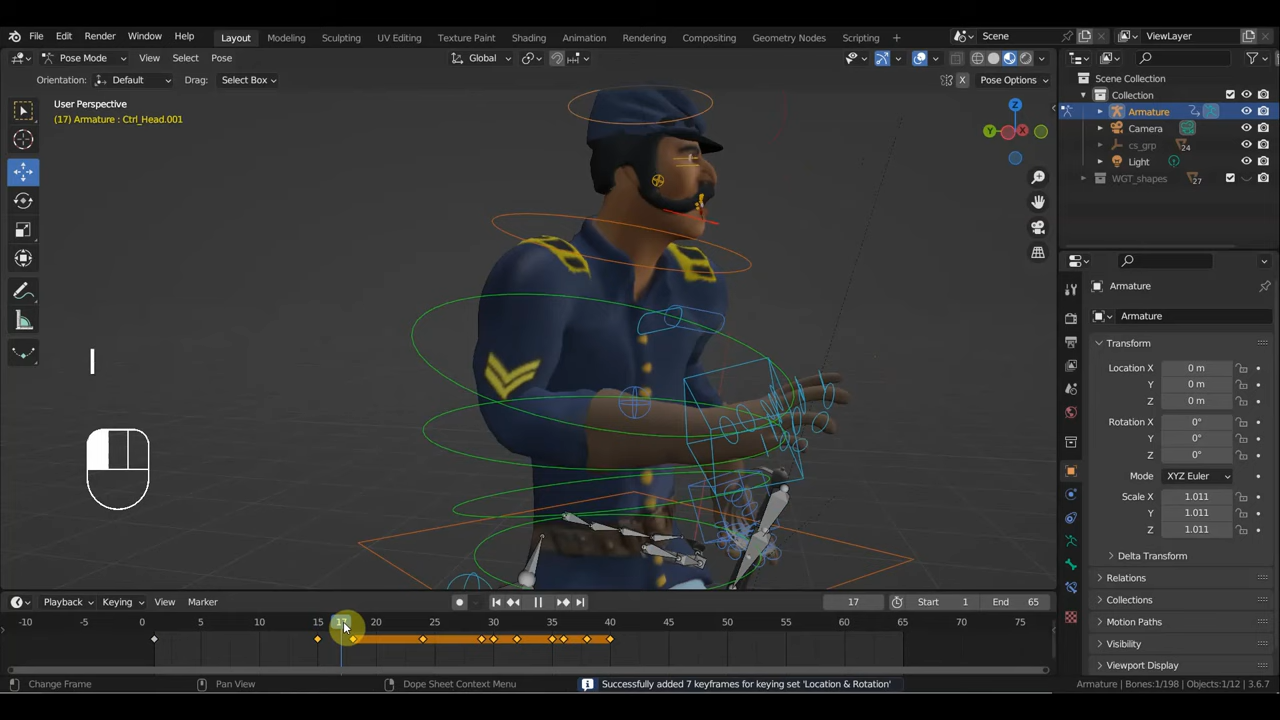 File Edit Render Window Help Layout Modeling Sculpting UV Editing Texture Paint Shading Animation Rendering Compositing Geometry Nodes Scripting + Scene ViewLayer
Pose Mode View Select Pose Global
Orientation: Default Drag: Select Box X Pose Options
User Perspective
(17) Armature : Ctrl_Head.001
Z
Y
X
I
Scene Collection
Collection
Armature
Camera
cs_grp 24
Light
WGT_shapes 27
Armature
Armature
Transform
Location X 0 m
Y 0 m
Z 0 m
Rotation X 0°
Y 0°
Z 0°
Mode XYZ Euler
Scale X 1.011
Y 1.011
Z 1.011
Delta Transform
Relations
Collections
Motion Paths
Visibility
Viewport Display
Playback Keying View Marker 17 Start 1 End 65
-10 -5 0 5 10 15 17 20 25 30 35 40 45 50 55 60 65 70 75
Change Frame Pan View Dope Sheet Context Menu Successfully added 7 keyframes for keying set 'Location & Rotation' Armature | Bones:1/198 | Objects:1/12 | 3.6.7